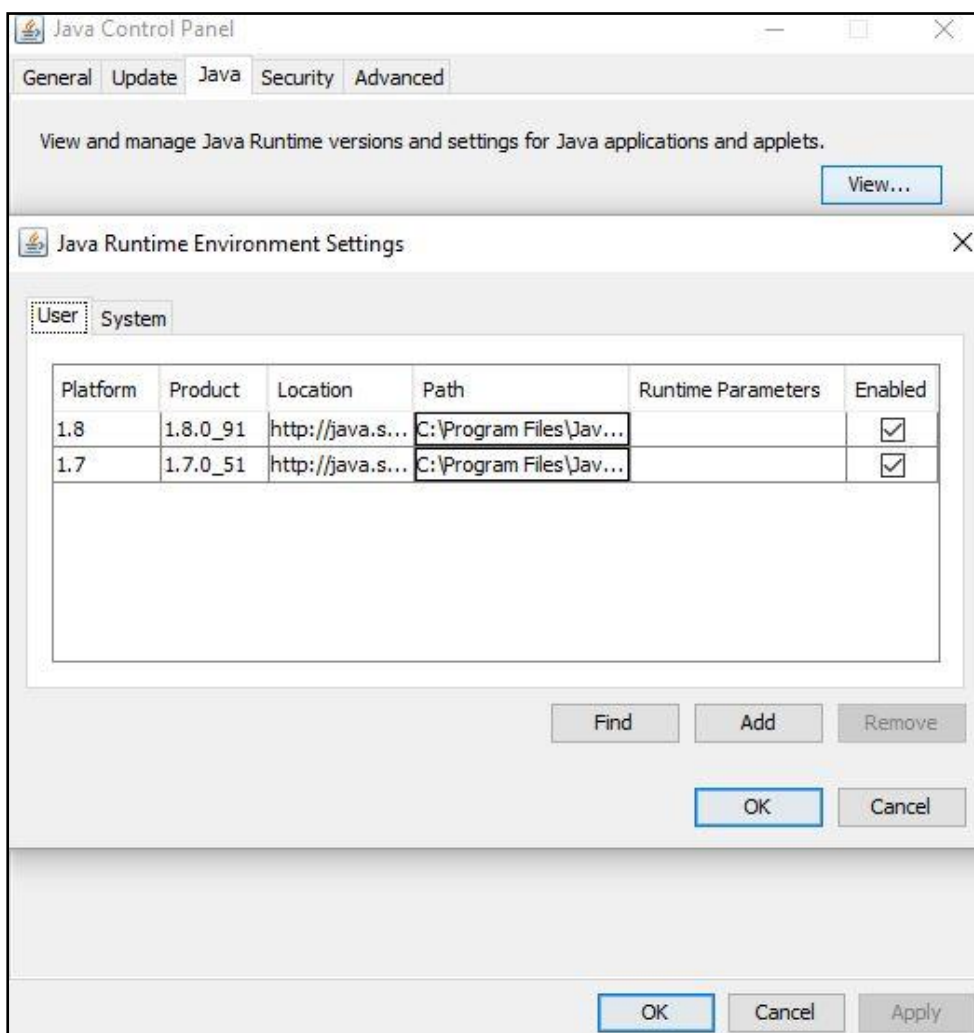 Java Control Panel
General Update Java Security Advanced
View and manage Java Runtime versions and settings for Java applications and applets.
View...
Java Runtime Environment Settings
User System
Platform Product Location Path Runtime Parameters Enabled
1.8 1.8.0_91 http://java.s... C:\Program Files\Jav...
1.7 1.7.0_51 http://java.s... C:\Program Files\Jav...
Find Add Remove
OK Cancel
OK Cancel Apply